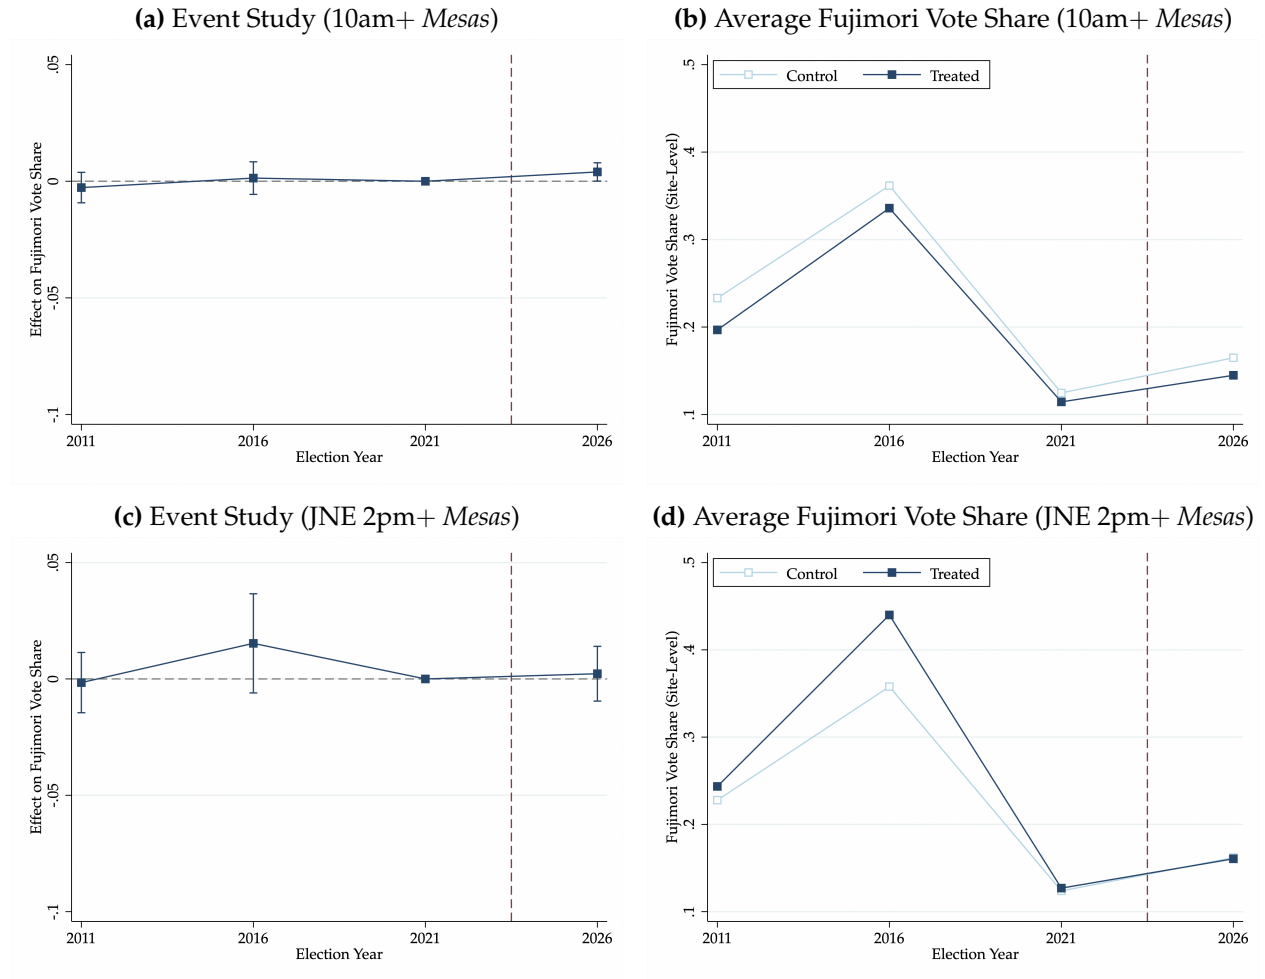 (a) Event Study (10am+ Mesas)
.05
0
-.05
-.1
Effect on Fujimori Vote Share
2011 2016 2021 2026
Election Year
(b) Average Fujimori Vote Share (10am+ Mesas)
Control Treated
.5
.4
.3
.2
.1
Fujimori Vote Share (Site-Level)
2011 2016 2021 2026
Election Year
(c) Event Study (JNE 2pm+ Mesas)
.05
0
-.05
-.1
Effect on Fujimori Vote Share
2011 2016 2021 2026
Election Year
(d) Average Fujimori Vote Share (JNE 2pm+ Mesas)
Control Treated
.5
.4
.3
.2
.1
Fujimori Vote Share (Site-Level)
2011 2016 2021 2026
Election Year